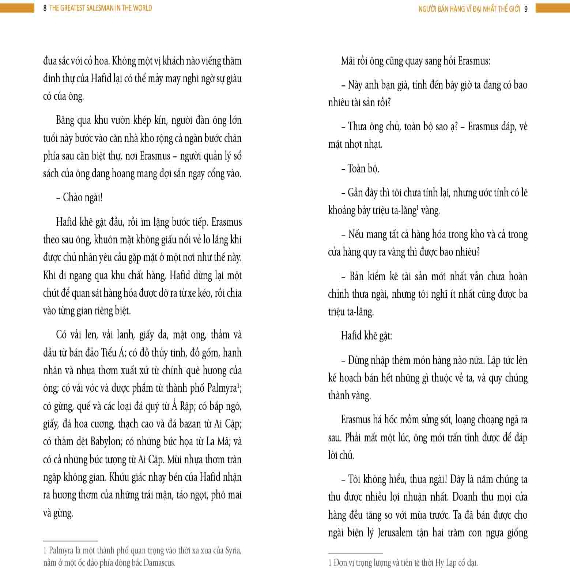 8 THE GREATEST SALESMAN IN THE WORLD
đua sắc với cỏ hoa. Không một vị khách nào viếng thăm
dinh thự của Hafid lại có thể mảy may nghi ngờ sự giàu
có của ông.
Băng qua khu vườn khép kín, người đàn ông lớn
tuổi này bước vào căn nhà kho rộng cả ngàn bước chân
phía sau căn biệt thự, nơi Erasmus – người quản lý sổ
sách của ông đang hoang mang đợi sẵn ngay cổng vào.
– Chào ngài!
Hafid khẽ gật đầu, rồi im lặng bước tiếp. Erasmus
theo sau ông, khuôn mặt không giấu nổi vẻ lo lắng khi
được chủ nhân yêu cầu gặp mặt ở một nơi như thế này.
Khi đi ngang qua khu chất hàng, Hafid dừng lại một
chút để quan sát hàng hóa được dỡ ra từ xe kéo, rồi chia
vào từng gian riêng biệt.
Có vải len, vải lanh, giấy da, mật ong, thảm và
dầu từ bán đảo Tiểu Á; có đồ thủy tinh, đồ gốm, hạnh
nhân và nhựa thơm xuất xứ từ chính quê hương của
ông; có vải vóc và dược phẩm từ thành phố Palmyra¹;
có gừng, quế và các loại đá quý từ Ả Rập; có bắp ngô,
giấy, đá hoa cương, thạch cao và đá bazan từ Ai Cập;
có thảm dệt Babylon; có những bức họa từ La Mã; và
có cả những bức tượng từ Ai Cập. Mùi nhựa thơm tràn
ngập không gian. Khứu giác nhạy bén của Hafid nhận
ra hương thơm của những trái mận, táo ngọt, phô mai
và gừng.
1 Palmyra là một thành phố quan trọng vào thời xa xưa của Syria,
nằm ở một ốc đảo phía đông bắc Damascus.
NGƯỜI BÁN HÀNG VĨ ĐẠI NHẤT THẾ GIỚI 9
Mãi rồi ông cũng quay sang hỏi Erasmus:
– Này anh bạn già, tính đến bây giờ ta đang có bao
nhiêu tài sản rồi?
– Thưa ông chủ, toàn bộ sao ạ? – Erasmus đáp, vẻ
mặt nhợt nhạt.
– Toàn bộ.
– Gần đây thì tôi chưa tính lại, nhưng ước tính có lẽ
khoảng bảy triệu ta-lăng¹ vàng.
– Nếu mang tất cả hàng hóa trong kho và cả trong
cửa hàng quy ra vàng thì được bao nhiêu?
– Bản kiểm kê tài sản mới nhất vẫn chưa hoàn
chỉnh thưa ngài, nhưng tôi nghĩ ít nhất cũng được ba
triệu ta-lăng.
Hafid khẽ gật:
– Đừng nhập thêm món hàng nào nữa. Lập tức lên
kế hoạch bán hết những gì thuộc về ta, và quy chúng
thành vàng.
Erasmus há hốc mồm sửng sốt, loạng choạng ngã ra
sau. Phải mất một lúc, ông mới trấn tĩnh được để đáp
lời chủ.
– Tôi không hiểu, thưa ngài! Đây là năm chúng ta
thu được nhiều lợi nhuận nhất. Doanh thu mọi cửa
hàng đều tăng so với mùa trước. Ta đã bán được cho
ngài biện lý Jerusalem tận hai trăm con ngựa giống
1 Đơn vị trọng lượng và tiền tệ thời Hy Lạp cổ đại.